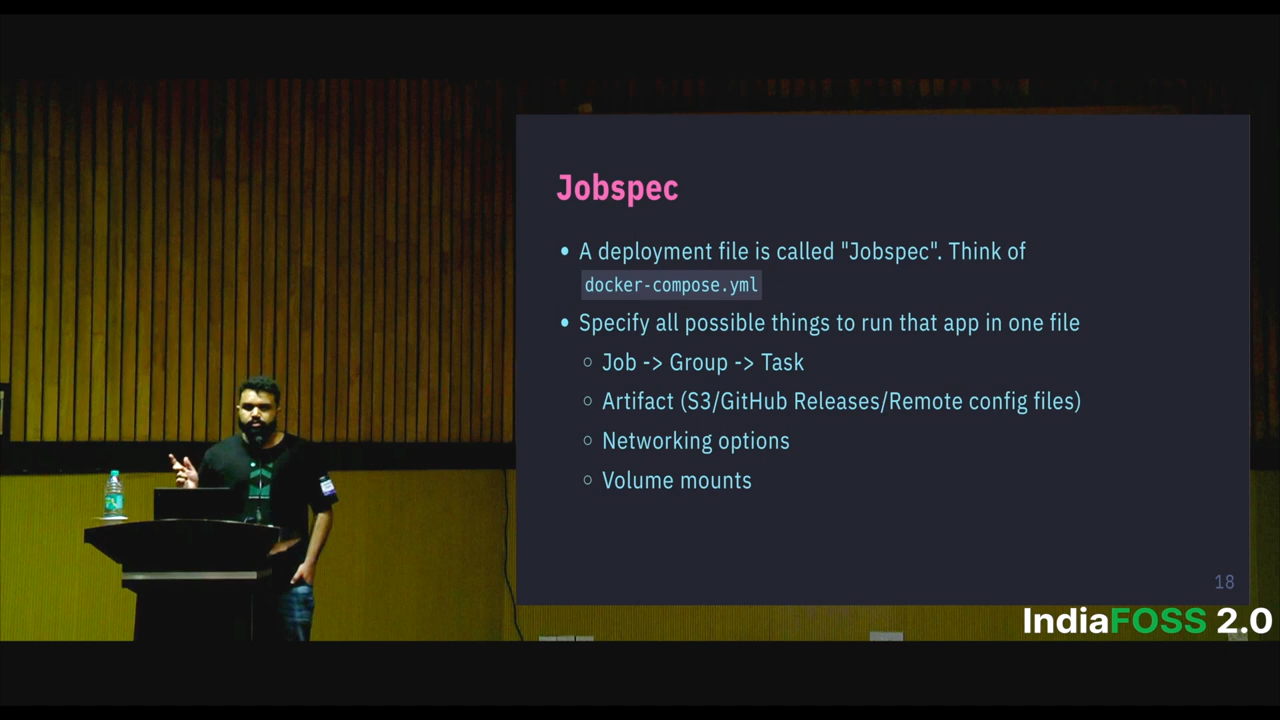 Jobspec
• A deployment file is called "Jobspec". Think of
docker-compose.yml
• Specify all possible things to run that app in one file
○ Job -> Group -> Task
○ Artifact (S3/GitHub Releases/Remote config files)
○ Networking options
○ Volume mounts
18
IndiaFOSS 2.0